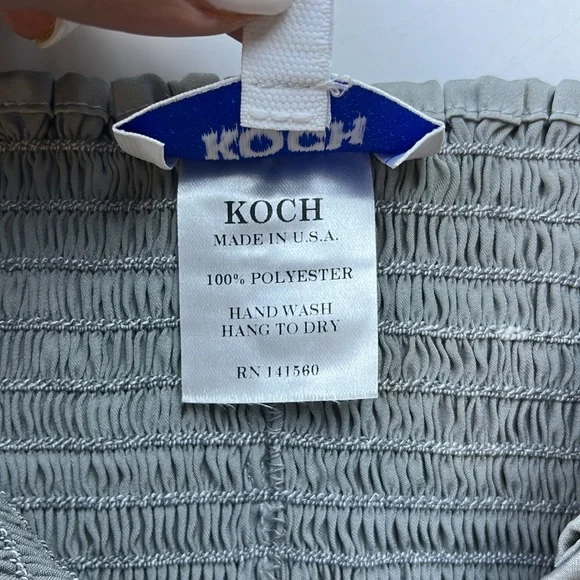 KOCH
KOCH
MADE IN U.S.A.
100% POLYESTER
HAND WASH
HANG TO DRY
RN 141560